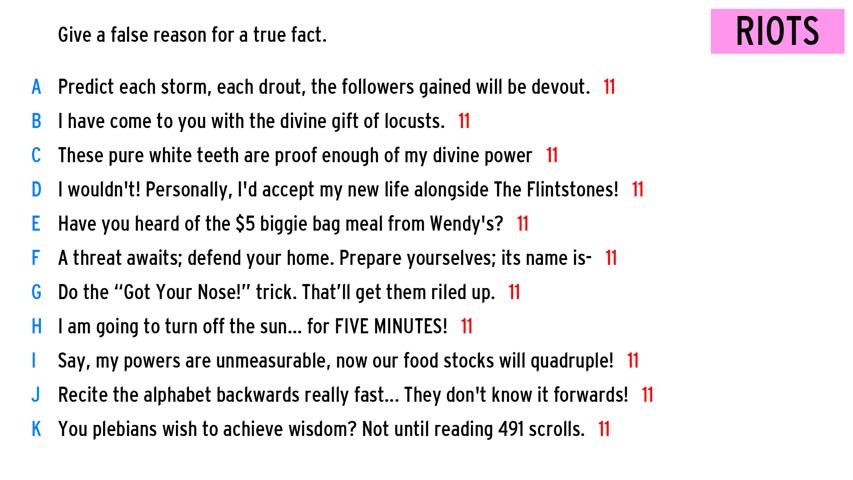 Give a false reason for a true fact.
RIOTS
A Predict each storm, each drout, the followers gained will be devout. 11
B I have come to you with the divine gift of locusts. 11
C These pure white teeth are proof enough of my divine power 11
D I wouldn't! Personally, I'd accept my new life alongside The Flintstones! 11
E Have you heard of the $5 biggie bag meal from Wendy's? 11
F A threat awaits; defend your home. Prepare yourselves; its name is- 11
G Do the “Got Your Nose!” trick. That’ll get them riled up. 11
H I am going to turn off the sun... for FIVE MINUTES! 11
I Say, my powers are unmeasurable, now our food stocks will quadruple! 11
J Recite the alphabet backwards really fast... They don't know it forwards! 11
K You plebians wish to achieve wisdom? Not until reading 491 scrolls. 11